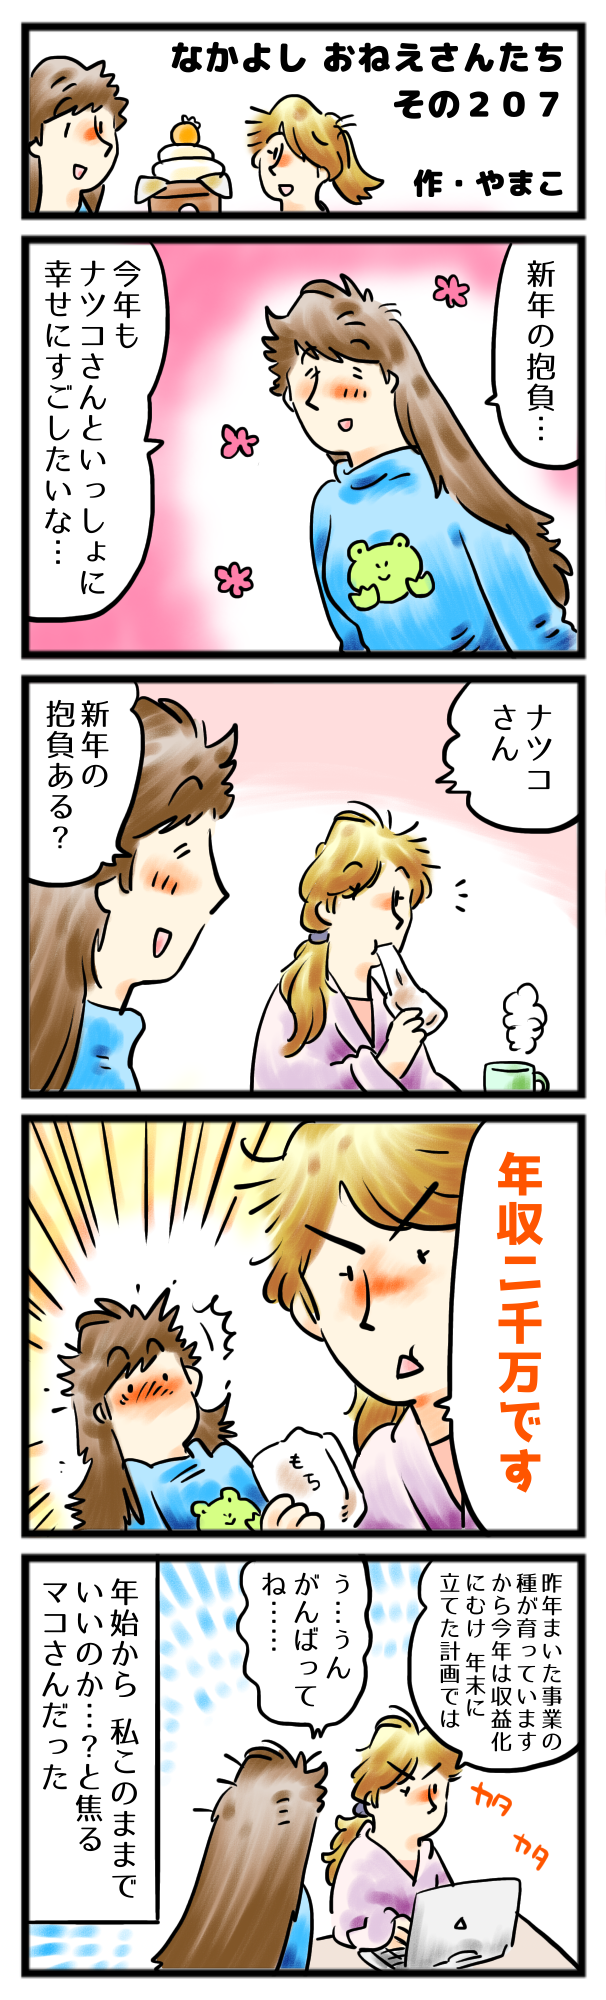 なかよし おねえさんたち
その２０７
作・やまこ
新年の抱負…
今年も
ナツコさんといっしょに
幸せにすごしたいな…
ナツコ
さん
新年の
抱負ある？
年収二千万です
もち
昨年まいた事業の
種が育っています
から今年は収益化
にむけ 年末に
立てた計画では
う…うん
がんばって
ね……
カタ
カタ
年始から 私このままで
いいのか…？と焦る
マコさんだった